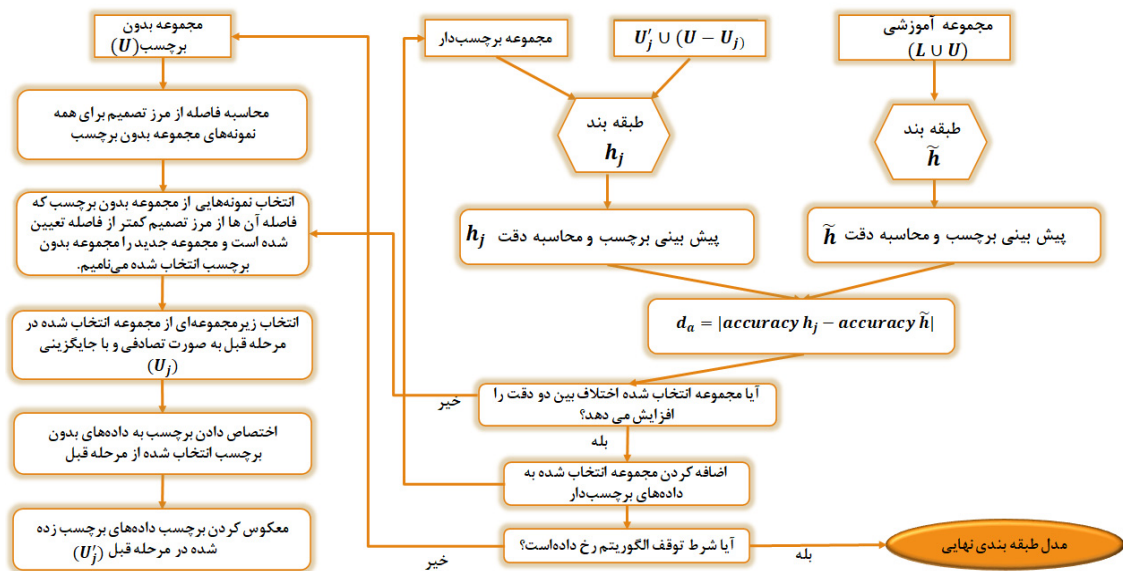 مجموعه آموزشی
(L ∪ U)
طبقه بند
h̃
پیش بینی برچسب و محاسبه دقت h̃
U′j ∪ (U − Uj)
مجموعه برچسب‌دار
طبقه بند
hj
پیش بینی برچسب و محاسبه دقت hj
da = |accuracy hj − accuracy h̃|
آیا مجموعه انتخاب شده اختلاف بین دو دقت را
افزایش می دهد؟
خیر
بله
اضافه کردن مجموعه انتخاب شده به
داده‌های برچسب‌دار
آیا شرط توقف الگوریتم رخ داده‌است؟
خیر
بله
مدل طبقه بندی نهایی
مجموعه بدون
برچسب(U)
محاسبه فاصله از مرز تصمیم برای همه
نمونه‌های مجموعه بدون برچسب
انتخاب نمونه‌هایی از مجموعه بدون برچسب که
فاصله آن ها از مرز تصمیم کمتر از فاصله تعیین
شده است و مجموعه جدید را مجموعه بدون
برچسب انتخاب شده می‌نامیم.
انتخاب زیرمجموعه‌ای از مجموعه انتخاب شده در
مرحله قبل به صورت تصادفی و با جایگزینی
(Uj)
اختصاص دادن برچسب به داده‌های بدون
برچسب انتخاب شده از مرحله قبل
معکوس کردن برچسب داده‌های برچسب زده
شده در مرحله قبل (U′j)